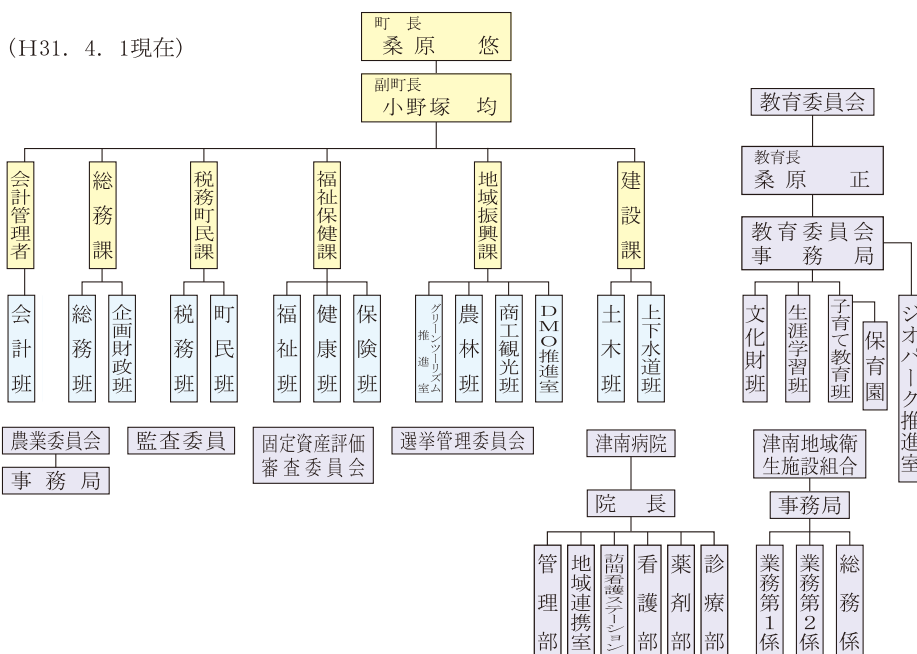 (H31. 4. 1現在)
町 長
桑原 悠
副町長
小野塚 均
会計管理者
総務課
税務町民課
福祉保健課
地域振興課
建設課
会計班
総務班
企画財政班
税務班
町民班
福祉班
健康班
保険班
グリーンツーリズム
推進室
農林班
商工観光班
DMO推進室
土木班
上下水道班
教育委員会
教育長
桑原 正
教育委員会
事務局
文化財班
生涯学習班
子育て教育班
保育園
ジオパーク推進室
農業委員会
事務局
監査委員
固定資産評価
審査委員会
選挙管理委員会
津南病院
院長
管理部
地域連携室
訪問看護ステーション
看護部
薬剤部
診療部
津南地域衛
生施設組合
事務局
業務第1係
業務第2係
総務係